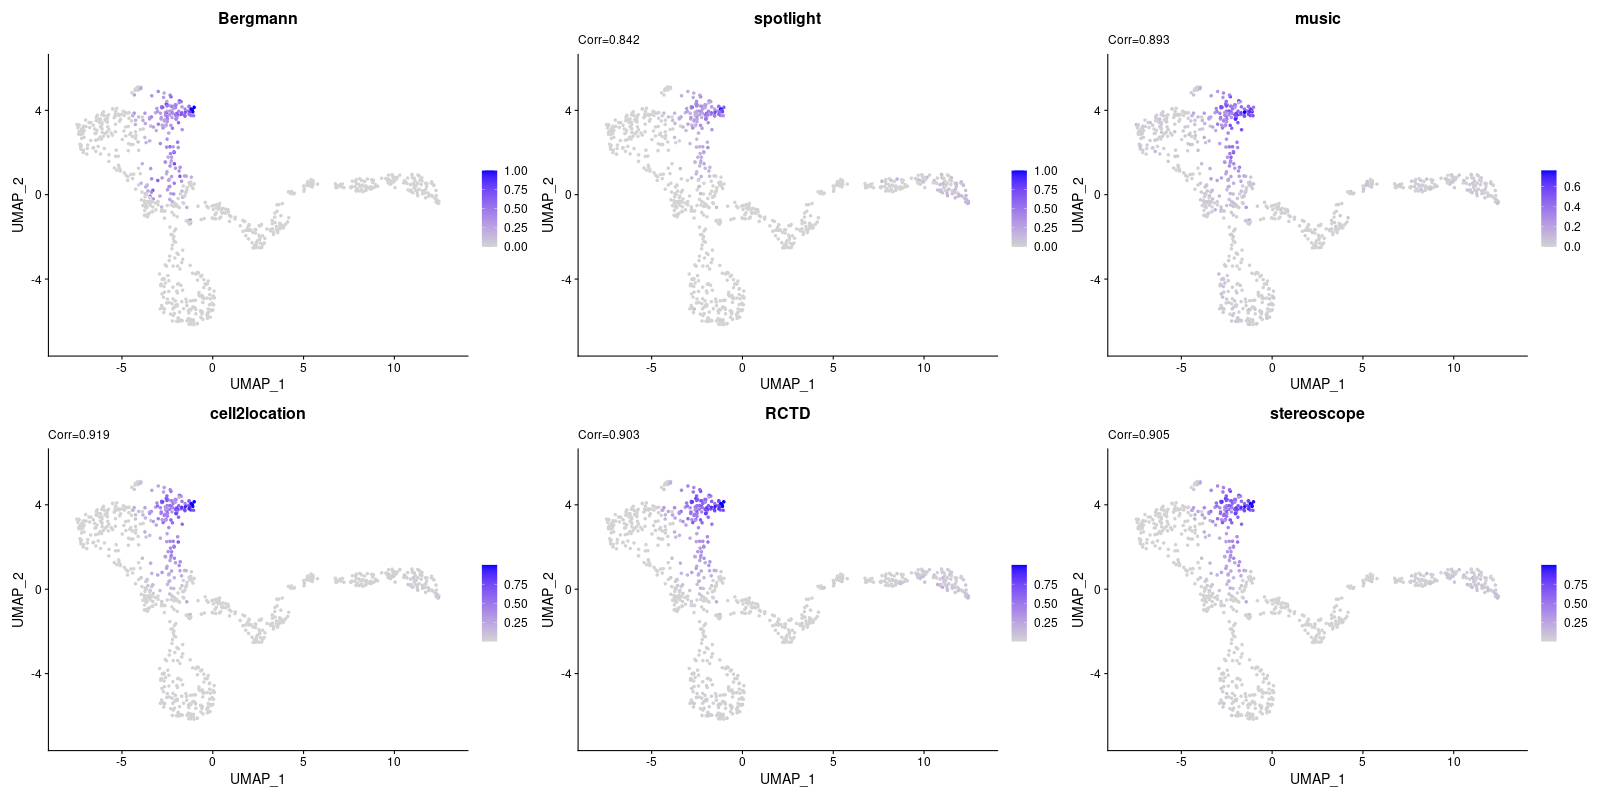 Bergmann
UMAP_2
4
0
-4
-5
0
5
10
UMAP_1
1.00
0.75
0.50
0.25
0.00
spotlight
Corr=0.842
UMAP_2
4
0
-4
-5
0
5
10
UMAP_1
1.00
0.75
0.50
0.25
0.00
music
Corr=0.893
UMAP_2
4
0
-4
-5
0
5
10
UMAP_1
0.6
0.4
0.2
0.0
cell2location
Corr=0.919
UMAP_2
4
0
-4
-5
0
5
10
UMAP_1
0.75
0.50
0.25
RCTD
Corr=0.903
UMAP_2
4
0
-4
-5
0
5
10
UMAP_1
0.75
0.50
0.25
stereoscope
Corr=0.905
UMAP_2
4
0
-4
-5
0
5
10
UMAP_1
0.75
0.50
0.25